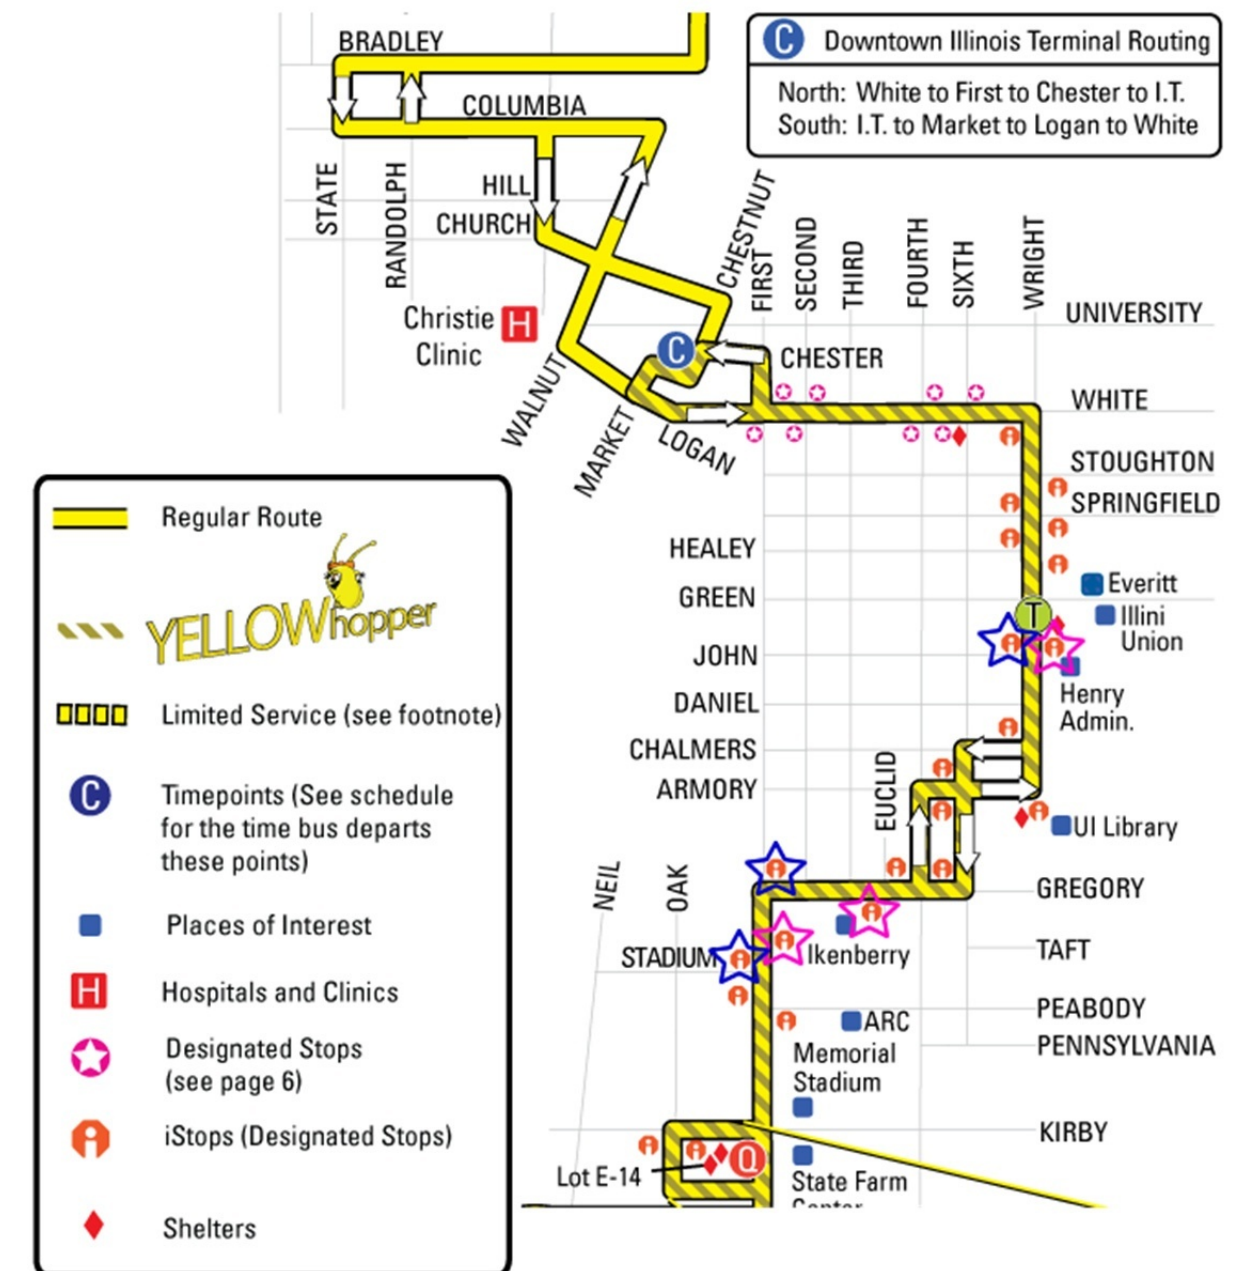 BRADLEY
C Downtown Illinois Terminal Routing
North: White to First to Chester to I.T.
South: I.T. to Market to Logan to White
COLUMBIA
STATE
RANDOLPH
HILL
CHURCH
CHESTNUT
FIRST
SECOND
THIRD
FOURTH
SIXTH
WRIGHT
UNIVERSITY
Christie H
Clinic
C
CHESTER
WALNUT
MARKET
LOGAN
WHITE
STOUGHTON
SPRINGFIELD
HEALEY
GREEN
Everitt
T
Illini
Union
JOHN
Henry
Admin.
DANIEL
CHALMERS
ARMORY
EUCLID
UI Library
NEIL
OAK
GREGORY
STADIUM
Ikenberry
TAFT
PEABODY
ARC
PENNSYLVANIA
Memorial
Stadium
KIRBY
Q
Lot E-14
State Farm
Center
Regular Route
YELLOWhopper
Limited Service (see footnote)
C Timepoints (See schedule
for the time bus departs
these points)
Places of Interest
H Hospitals and Clinics
Designated Stops
(see page 6)
i iStops (Designated Stops)
Shelters